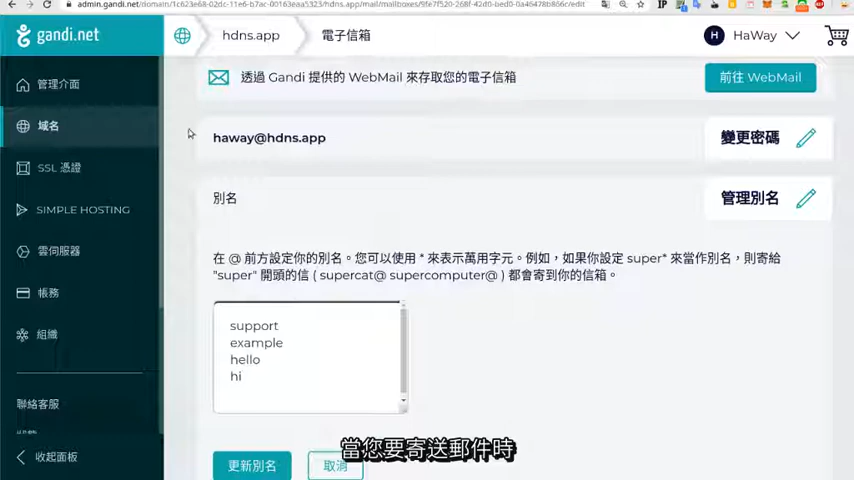 admin.gandi.net/domain/1c623e68-02dc-11e6-b7ac-00163eaa5323/hdns.app/mail/mailboxes/9fe7f520-268f-42d0-bed0-0a46478b856c/edit
gandi.net
hdns.app
電子信箱
HaWay
管理介面
域名
SSL 憑證
SIMPLE HOSTING
雲伺服器
帳務
組織
聯絡客服
收起面板
透過 Gandi 提供的 WebMail 來存取您的電子信箱
前往 WebMail
haway@hdns.app
變更密碼
別名
管理別名
在 @ 前方設定你的別名。您可以使用 * 來表示萬用字元。例如，如果你設定 super* 來當作別名，則寄給
"super" 開頭的信 ( supercat@ supercomputer@ ) 都會寄到你的信箱。
support
example
hello
hi
更新別名
取消
當您要寄送郵件時